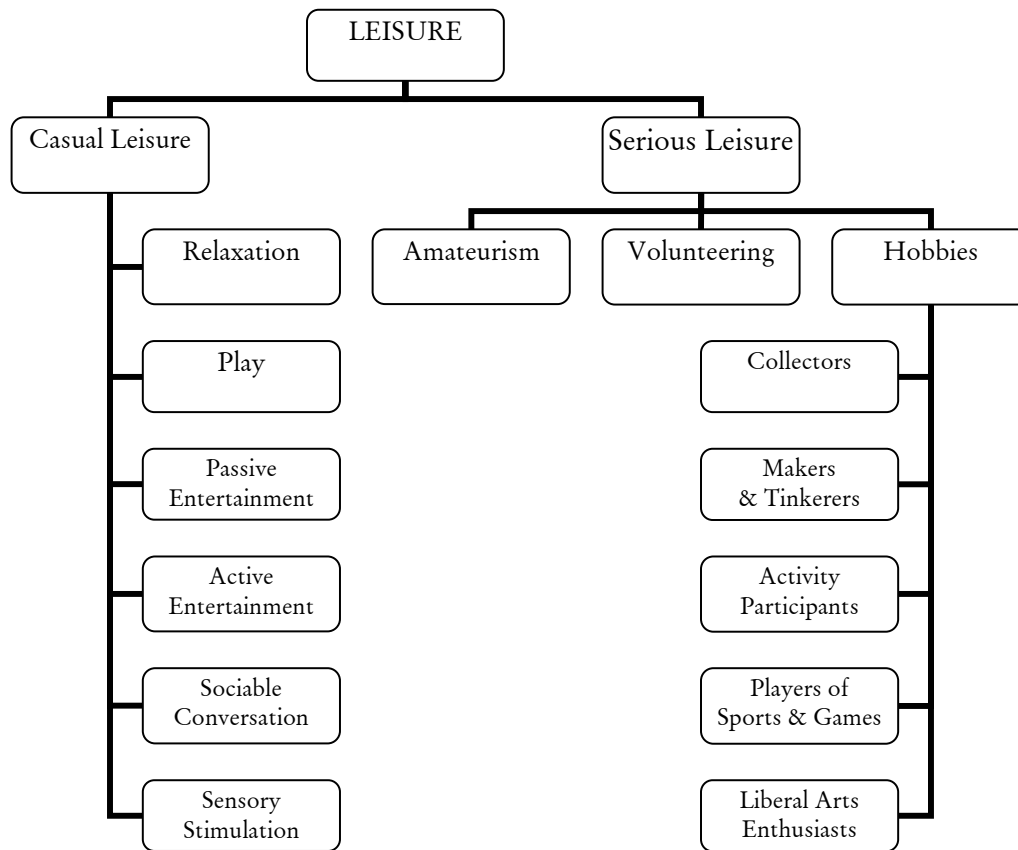 LEISURE
Casual Leisure
Serious Leisure
Relaxation
Amateurism
Volunteering
Hobbies
Play
Collectors
Passive
Entertainment
Makers
& Tinkerers
Active
Entertainment
Activity
Participants
Sociable
Conversation
Players of
Sports & Games
Sensory
Stimulation
Liberal Arts
Enthusiasts